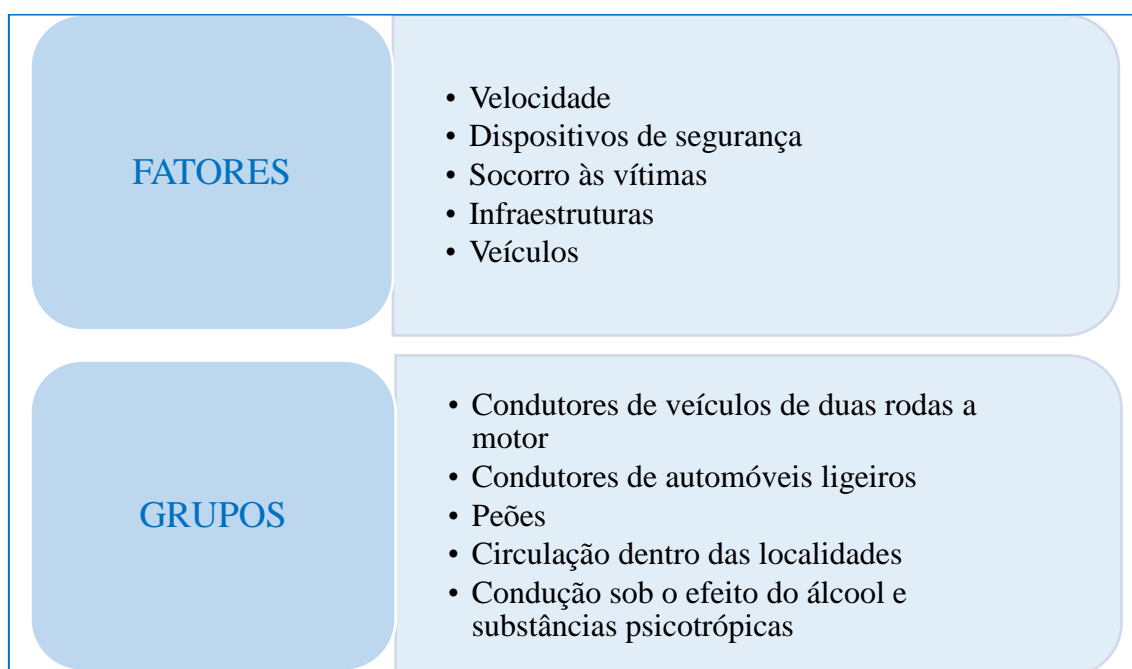 FATORES
• Velocidade
• Dispositivos de segurança
• Socorro às vítimas
• Infraestruturas
• Veículos
GRUPOS
• Condutores de veículos de duas rodas a
motor
• Condutores de automóveis ligeiros
• Peões
• Circulação dentro das localidades
• Condução sob o efeito do álcool e
substâncias psicotrópicas